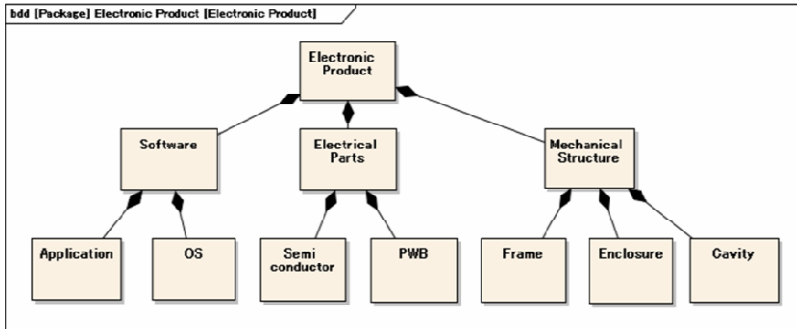 bdd [Package] Electronic Product [Electronic Product]
Electronic
Product
Software
Electrical
Parts
Mechanical
Structure
Application
OS
Semi
conductor
PWB
Frame
Enclosure
Cavity